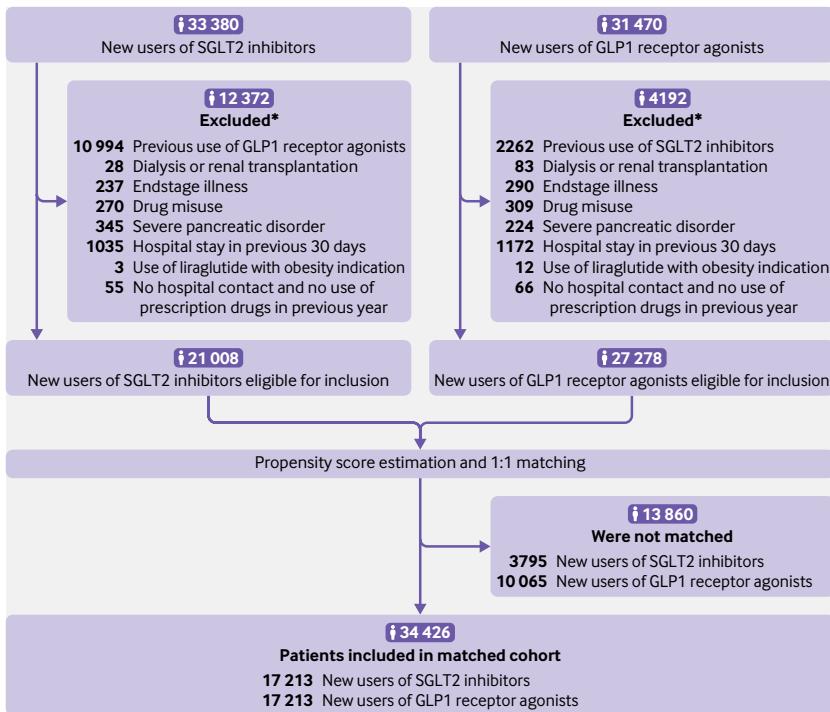 33 380
New users of SGLT2 inhibitors
31 470
New users of GLP1 receptor agonists
12 372
Excluded*
10 994 Previous use of GLP1 receptor agonists
28 Dialysis or renal transplantation
237 Endstage illness
270 Drug misuse
345 Severe pancreatic disorder
1035 Hospital stay in previous 30 days
3 Use of liraglutide with obesity indication
55 No hospital contact and no use of
prescription drugs in previous year
4192
Excluded*
2262 Previous use of SGLT2 inhibitors
83 Dialysis or renal transplantation
290 Endstage illness
309 Drug misuse
224 Severe pancreatic disorder
1172 Hospital stay in previous 30 days
12 Use of liraglutide with obesity indication
66 No hospital contact and no use of
prescription drugs in previous year
21 008
New users of SGLT2 inhibitors eligible for inclusion
27 278
New users of GLP1 receptor agonists eligible for inclusion
Propensity score estimation and 1:1 matching
13 860
Were not matched
3795 New users of SGLT2 inhibitors
10 065 New users of GLP1 receptor agonists
34 426
Patients included in matched cohort
17 213 New users of SGLT2 inhibitors
17 213 New users of GLP1 receptor agonists